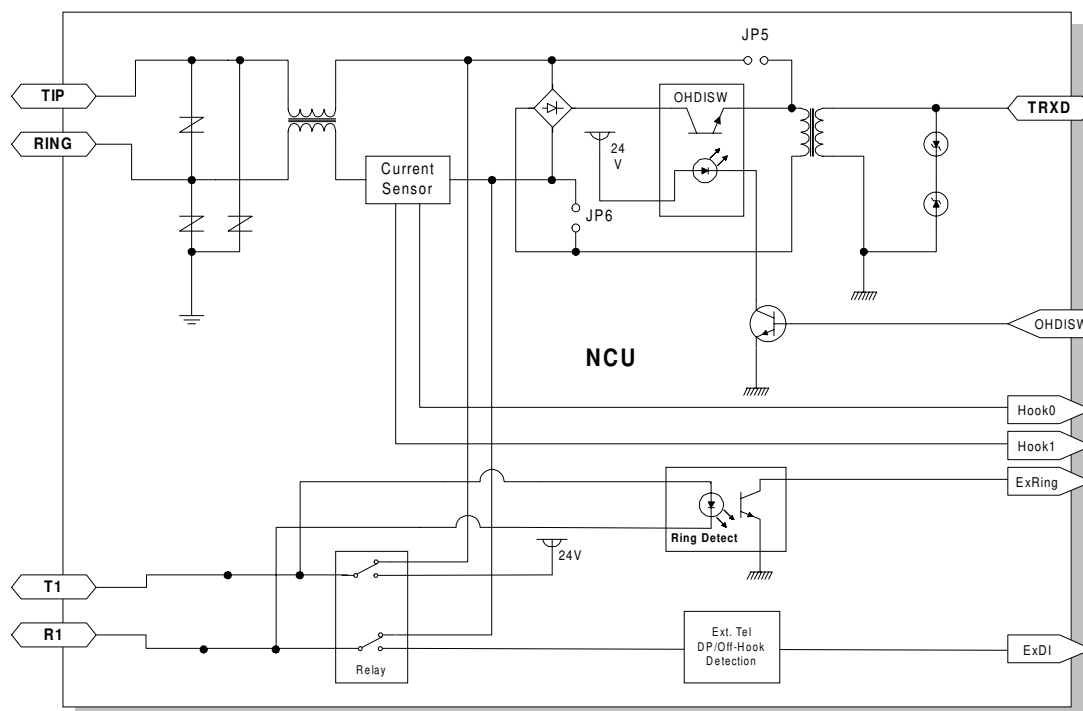 JP5
TIP
OHDISW
TRXD
RING
24
V
Current
Sensor
JP6
OHDISW
NCU
Hook0
Hook1
ExRing
Ring Detect
24V
T1
R1
Ext. Tel
DP/Off-Hook
Detection
ExDI
Relay